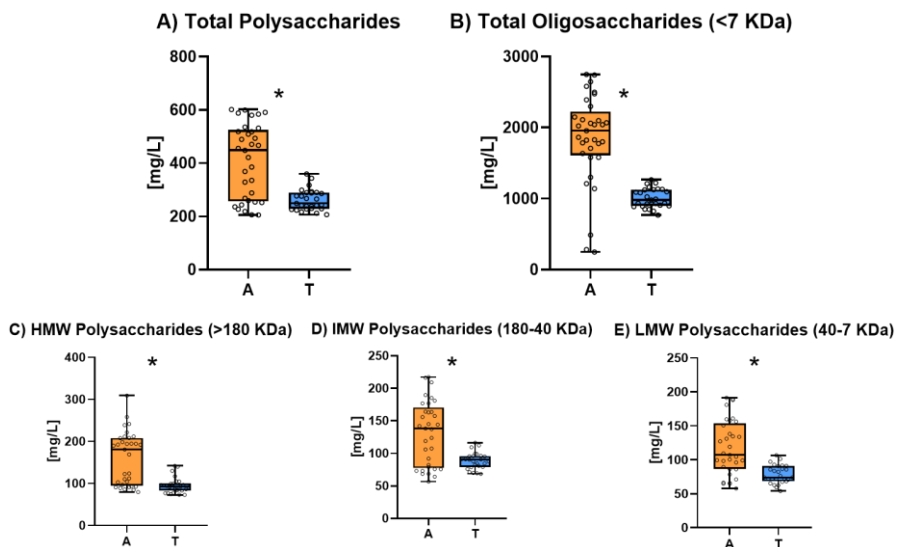 A) Total Polysaccharides
B) Total Oligosaccharides (<7 KDa)
[mg/L]
800
600
400
200
0
*
A
T
[mg/L]
3000
2000
1000
0
*
A
T
C) HMW Polysaccharides (>180 KDa)
D) IMW Polysaccharides (180-40 KDa)
E) LMW Polysaccharides (40-7 KDa)
[mg/L]
400
300
200
100
0
*
A
T
[mg/L]
250
200
150
100
50
0
*
A
T
[mg/L]
250
200
150
100
50
0
*
A
T